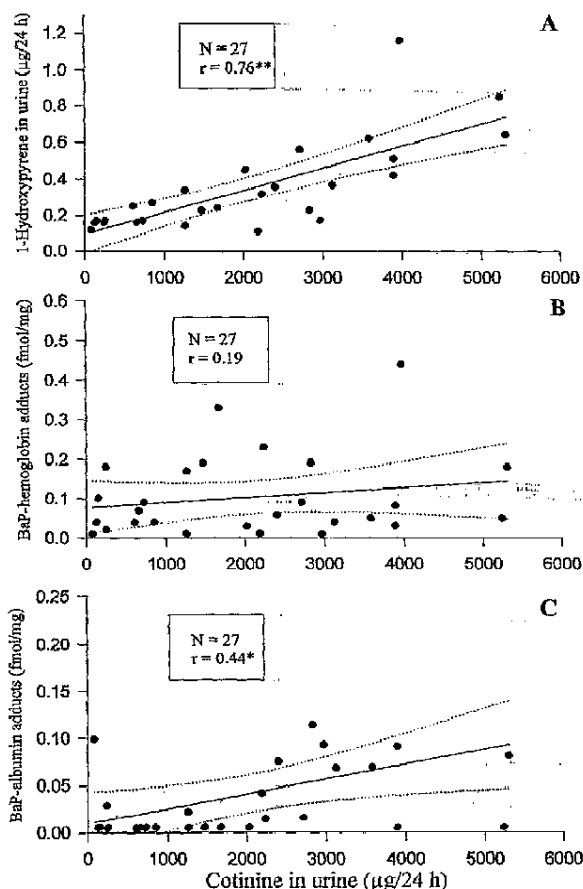 A
1-Hydroxypyrene in urine (µg/24 h)
N = 27
r = 0.76**
1.2
1.0
0.8
0.6
0.4
0.2
0.0
0 1000 2000 3000 4000 5000 6000
B
BaP-hemoglobin adducts (fmol/mg)
N = 27
r = 0.19
0.6
0.5
0.4
0.3
0.2
0.1
0.0
0 1000 2000 3000 4000 5000 6000
C
BaP-albumin adducts (fmol/mg)
N = 27
r = 0.44*
0.25
0.20
0.15
0.10
0.05
0.00
0 1000 2000 3000 4000 5000 6000
Cotinine in urine (µg/24 h)